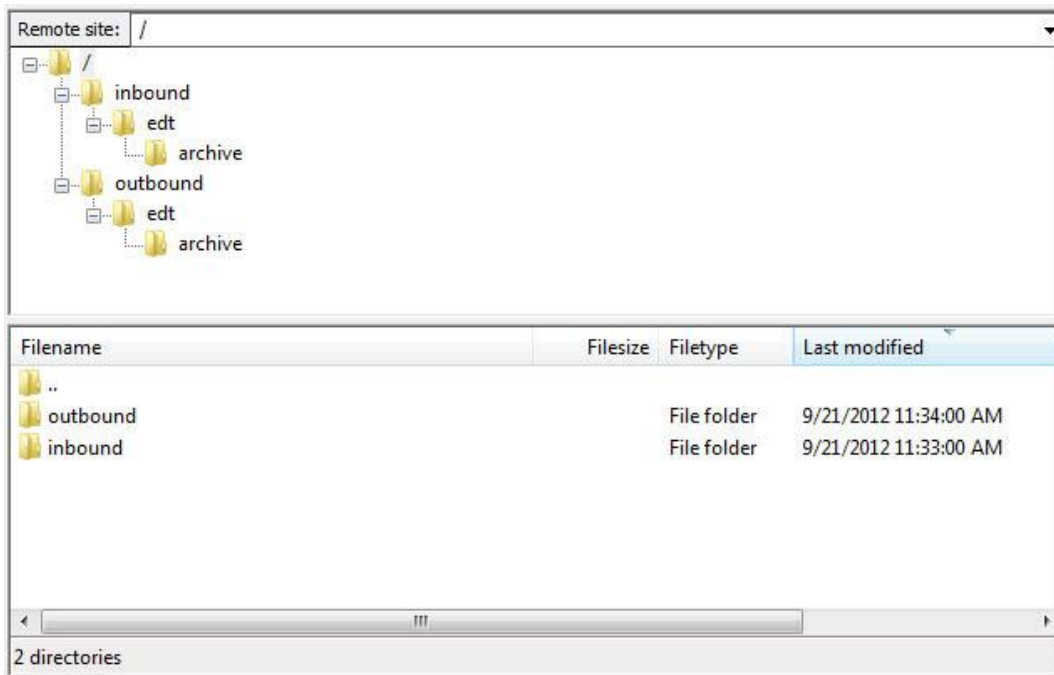 Remote site: /
/
inbound
edt
archive
outbound
edt
archive
Filename Filesize Filetype Last modified
..
outbound File folder 9/21/2012 11:34:00 AM
inbound File folder 9/21/2012 11:33:00 AM
2 directories